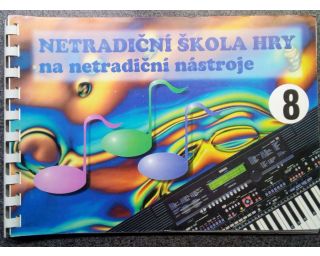 NETRADIČNÍ ŠKOLA HRY
na netradiční nástroje
8